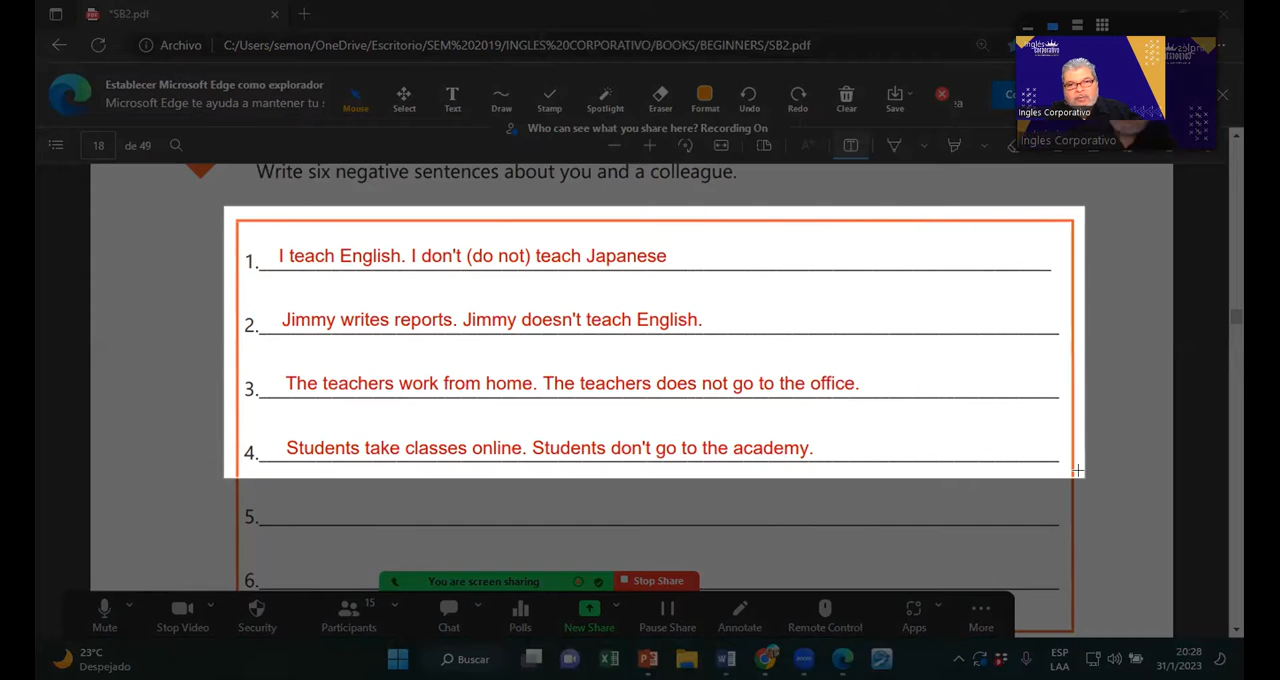 *SB2.pdf
Archivo
C:/Users/semon/OneDrive/Escritorio/SEM%202019/INGLES%20CORPORATIVO/BOOKS/BEGINNERS/SB2.pdf
Establecer Microsoft Edge como explorador
Microsoft Edge te ayuda a mantener tu s
Mouse
Select
Text
Draw
Stamp
Spotlight
Eraser
Format
Undo
Redo
Clear
Save
Who can see what you share here? Recording On
Ingles Corporativo
Ingles Corporativo
18
de 49
Write six negative sentences about you and a colleague.
1. I teach English. I don't (do not) teach Japanese
2. Jimmy writes reports. Jimmy doesn't teach English.
3. The teachers work from home. The teachers does not go to the office.
4. Students take classes online. Students don't go to the academy.
5.
6.
You are screen sharing
Stop Share
Mute
Stop Video
Security
Participants
15
Chat
Polls
New Share
Pause Share
Annotate
Remote Control
Apps
More
23°C
Despejado
Buscar
ESP
LAA
20:28
31/1/2023